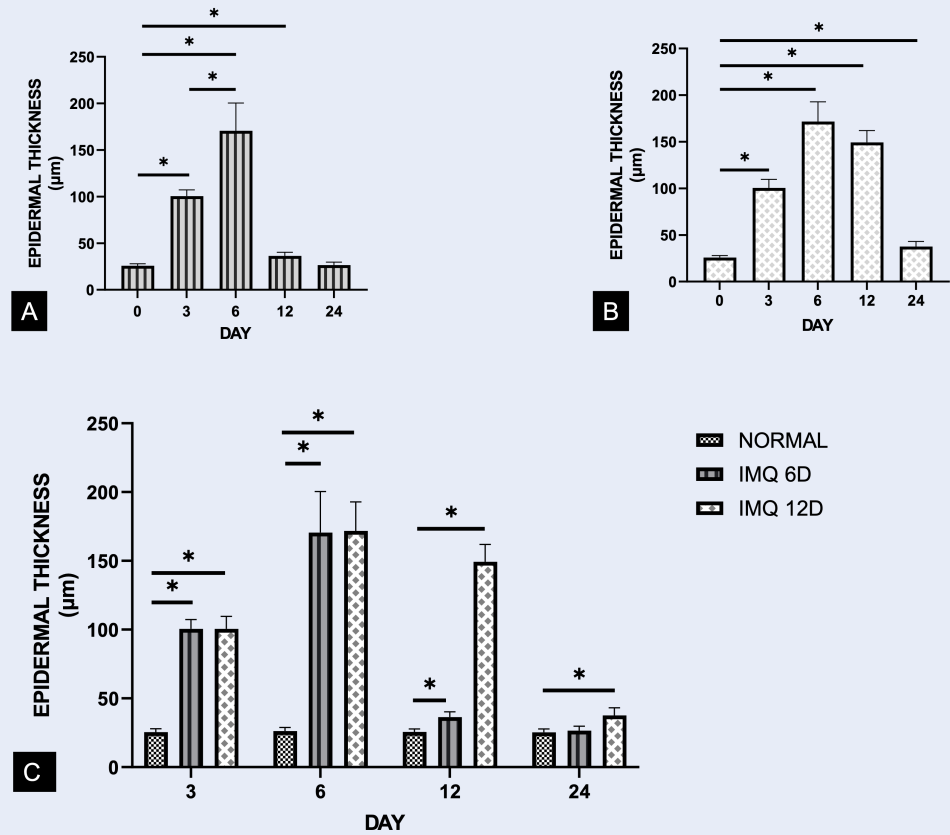 *
*
*
*
250
200
150
100
50
0
EPIDERMAL THICKNESS
(µm)
0 3 6 12 24
DAY
A
*
*
*
*
250
200
150
100
50
0
EPIDERMAL THICKNESS
(µm)
0 3 6 12 24
DAY
B
*
*
*
*
*
*
*
250
200
150
100
50
0
EPIDERMAL THICKNESS
(µm)
3 6 12 24
DAY
C
NORMAL
IMQ 6D
IMQ 12D